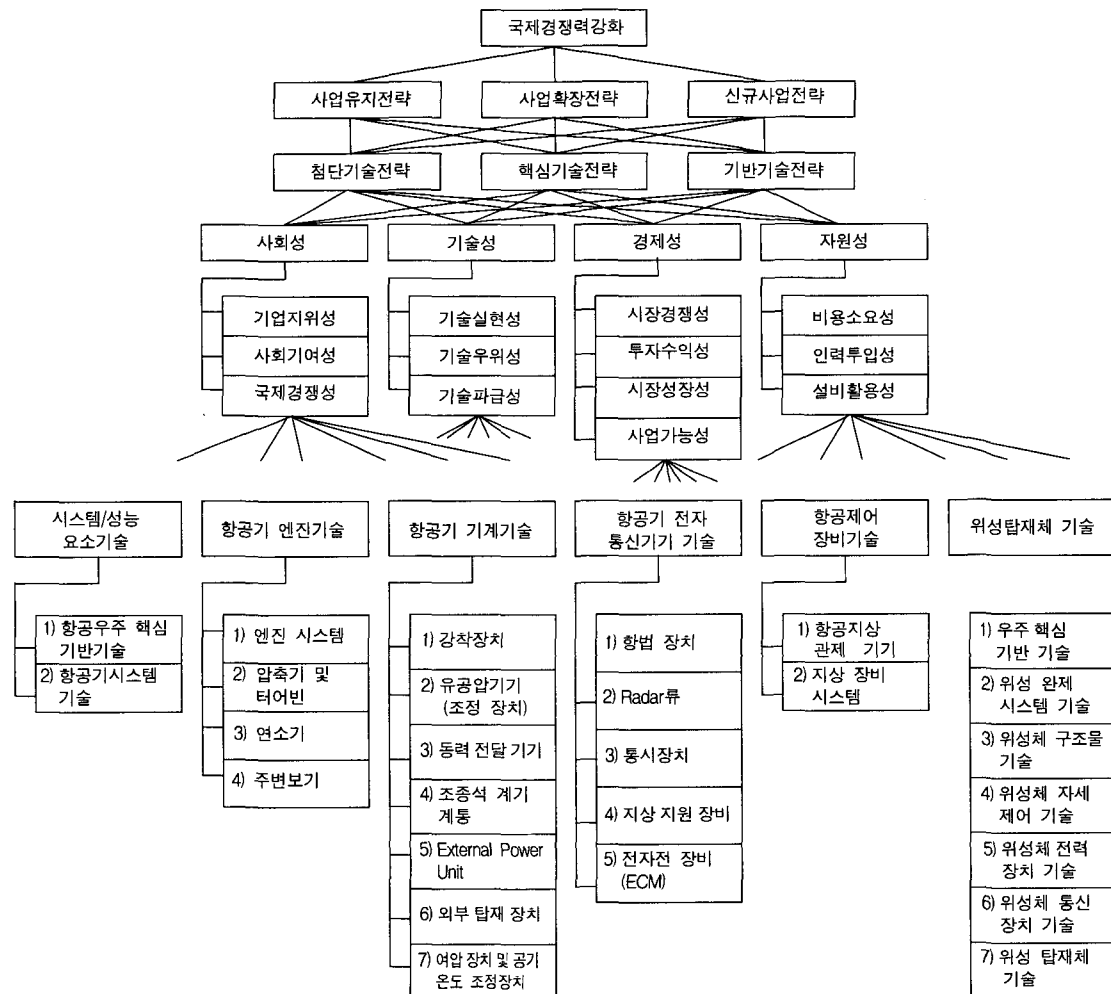 국제경쟁력강화
사업유지전략
사업확장전략
신규사업전략
첨단기술전략
핵심기술전략
기반기술전략
사회성
기술성
경제성
자원성
기업지위성
사회기여성
국제경쟁성
기술실현성
기술우위성
기술파급성
시장경쟁성
투자수익성
시장성장성
사업가능성
비용소요성
인력투입성
설비활용성
시스템/성능
요소기술
항공기 엔진기술
항공기 기계기술
항공기 전자
통신기기 기술
항공제어
장비기술
위성탑재체 기술
1) 항공우주 핵심
기반기술
2) 항공기시스템
기술
1) 엔진 시스템
2) 압축기 및
터어빈
3) 연소기
4) 주변보기
1) 강착장치
2) 유공압기기
(조정 장치)
3) 동력 전달 기기
4) 조종석 계기
계통
5) External Power
Unit
6) 외부 탑재 장치
7) 여압 장치 및 공기
온도 조정장치
1) 항법 장치
2) Radar류
3) 통시장치
4) 지상 지원 장비
5) 전자전 장비
(ECM)
1) 항공지상
관제 기기
2) 지상 장비
시스템
1) 우주 핵심
기반 기술
2) 위성 완제
시스템 기술
3) 위성체 구조물
기술
4) 위성체 자세
제어 기술
5) 위성체 전력
장치 기술
6) 위성체 통신
장치 기술
7) 위성 탑재체
기술